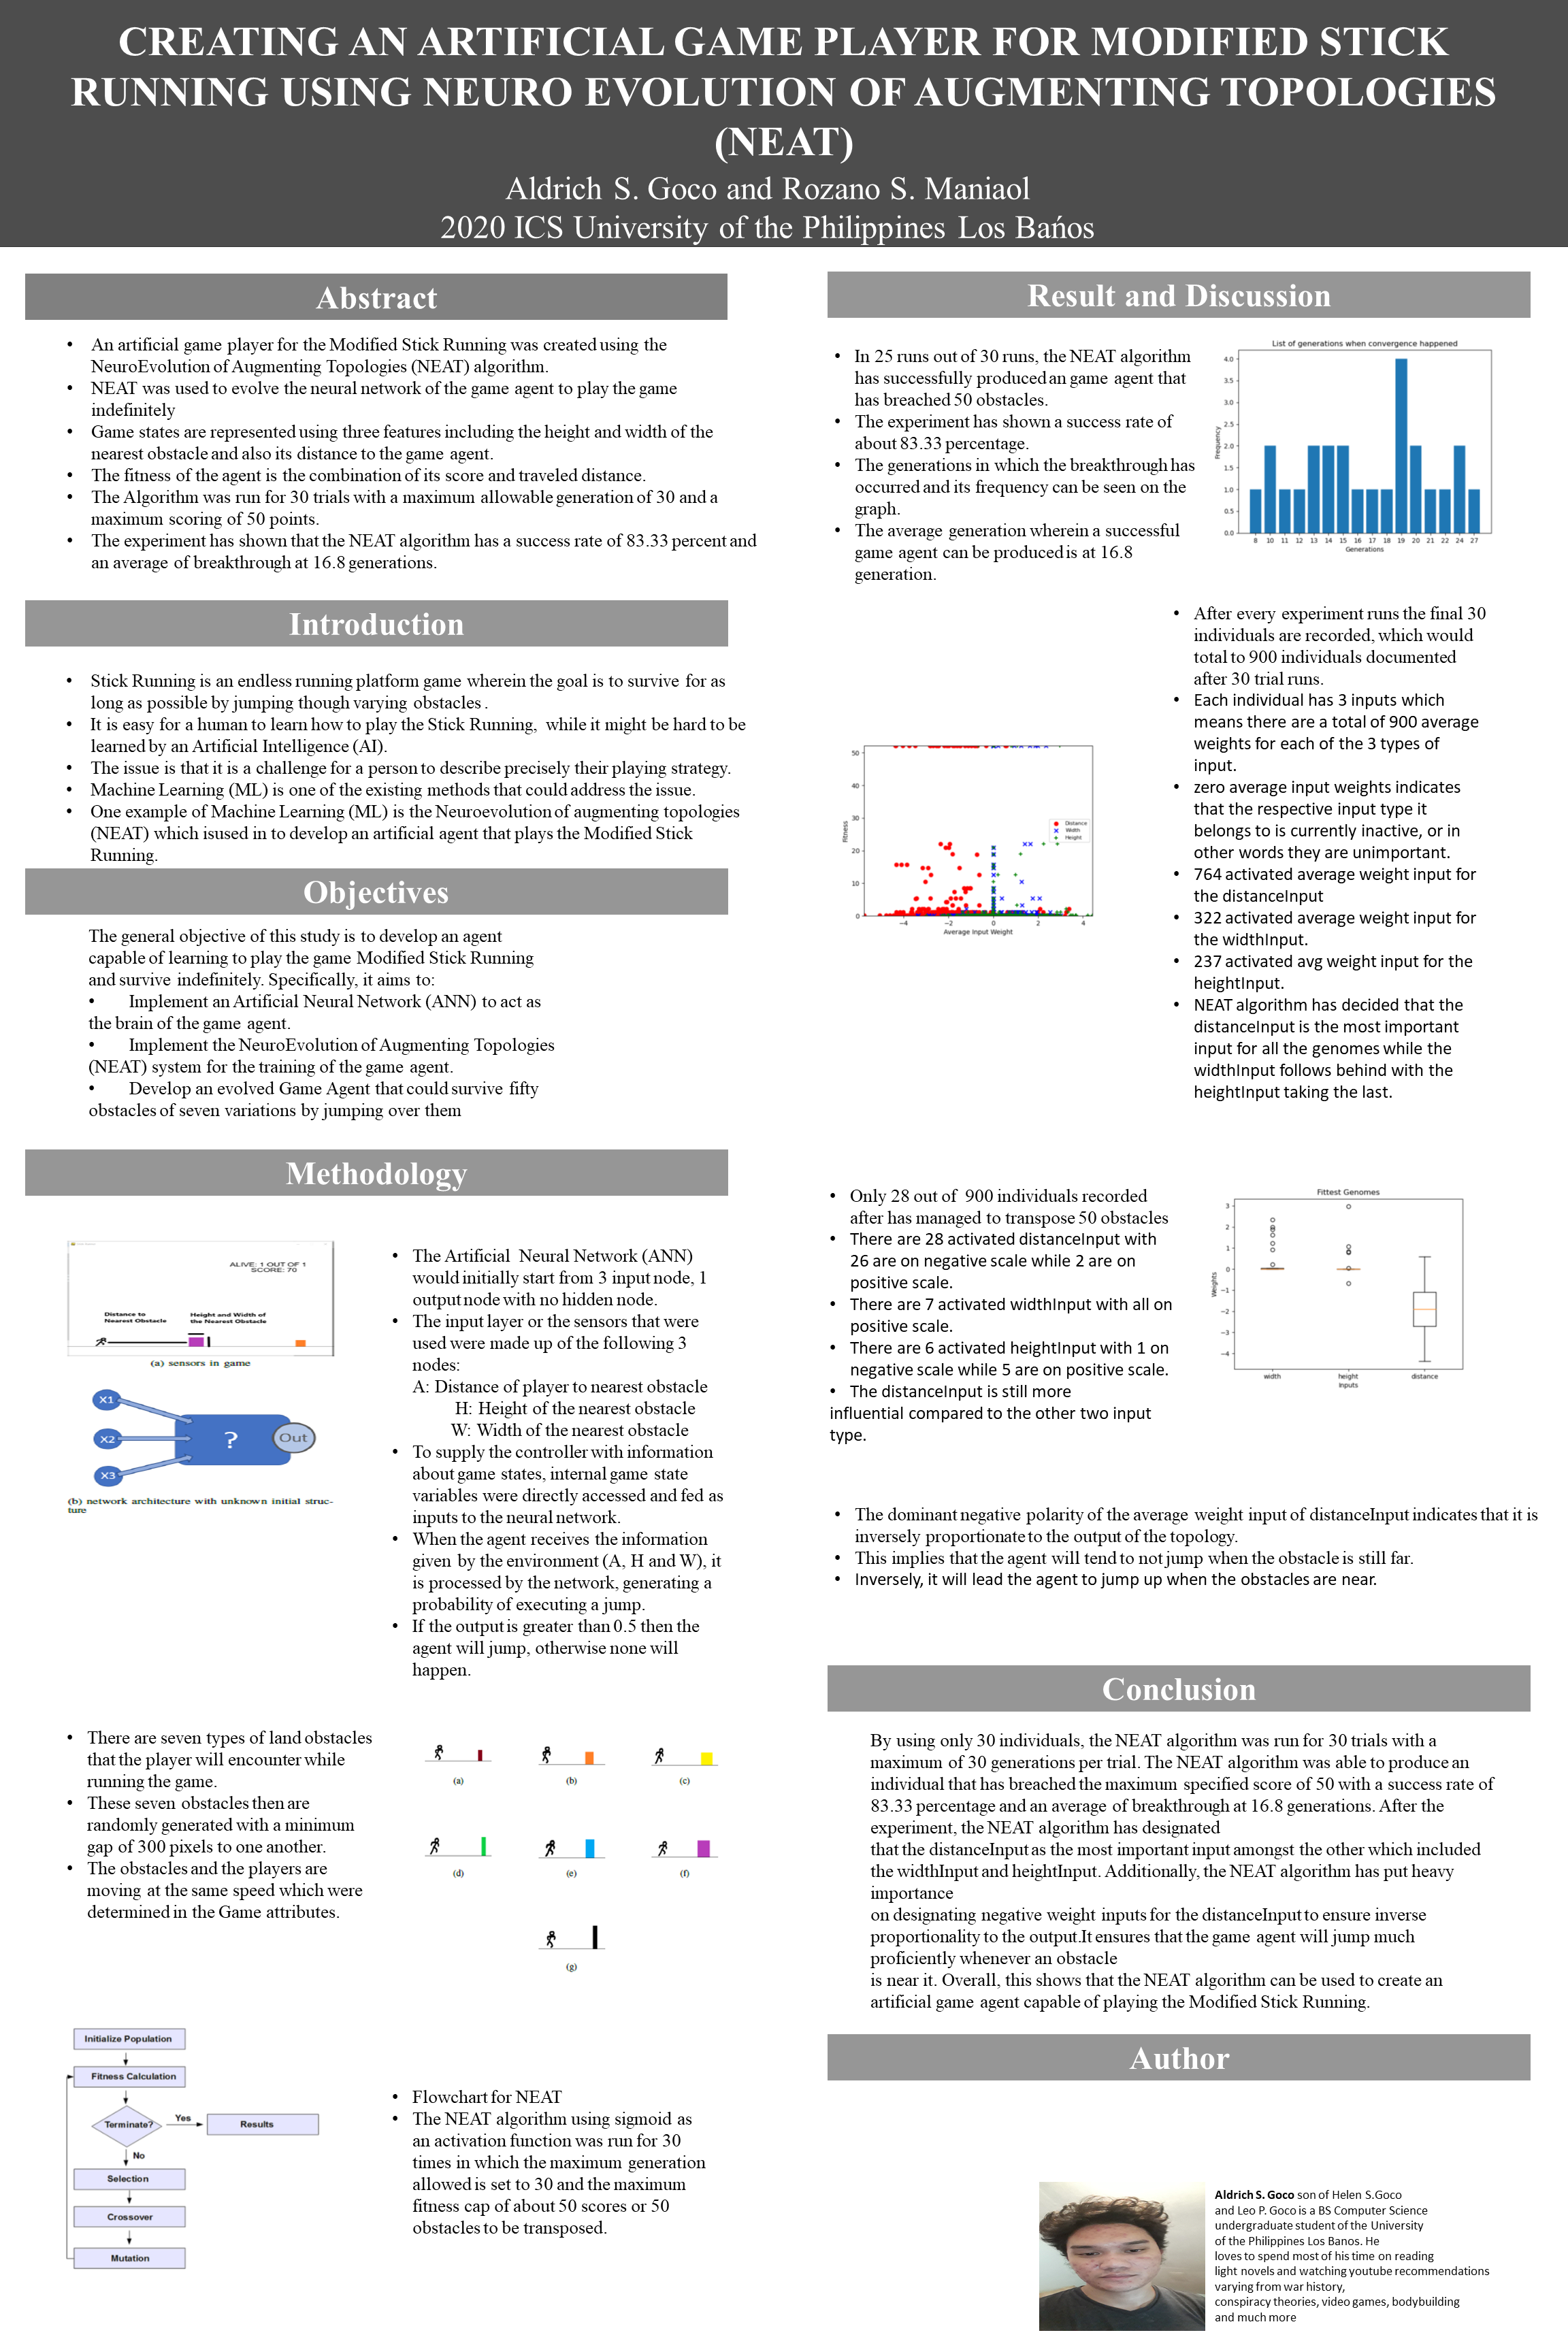 CREATING AN ARTIFICIAL GAME PLAYER FOR MODIFIED STICK
RUNNING USING NEURO EVOLUTION OF AUGMENTING TOPOLOGIES
(NEAT)
Aldrich S. Goco and Rozano S. Maniaol
2020 ICS University of the Philippines Los Bańos
Abstract
• An artificial game player for the Modified Stick Running was created using the
NeuroEvolution of Augmenting Topologies (NEAT) algorithm.
• NEAT was used to evolve the neural network of the game agent to play the game
indefinitely
• Game states are represented using three features including the height and width of the
nearest obstacle and also its distance to the game agent.
• The fitness of the agent is the combination of its score and traveled distance.
• The Algorithm was run for 30 trials with a maximum allowable generation of 30 and a
maximum scoring of 50 points.
• The experiment has shown that the NEAT algorithm has a success rate of 83.33 percent and
an average of breakthrough at 16.8 generations.
Introduction
• Stick Running is an endless running platform game wherein the goal is to survive for as
long as possible by jumping though varying obstacles .
• It is easy for a human to learn how to play the Stick Running, while it might be hard to be
learned by an Artificial Intelligence (AI).
• The issue is that it is a challenge for a person to describe precisely their playing strategy.
• Machine Learning (ML) is one of the existing methods that could address the issue.
• One example of Machine Learning (ML) is the Neuroevolution of augmenting topologies
(NEAT) which isused in to develop an artificial agent that plays the Modified Stick
Running.
Objectives
The general objective of this study is to develop an agent
capable of learning to play the game Modified Stick Running
and survive indefinitely. Specifically, it aims to:
• Implement an Artificial Neural Network (ANN) to act as
the brain of the game agent.
• Implement the NeuroEvolution of Augmenting Topologies
(NEAT) system for the training of the game agent.
• Develop an evolved Game Agent that could survive fifty
obstacles of seven variations by jumping over them
Methodology
ALIVE: 1 OUT OF 1
SCORE: 70
Distance to
Nearest Obstacle
Height and Width of
the Nearest Obstacle
(a) sensors in game
X1
X2
X3
?
Out
(b) network architecture with unknown initial struc-
ture
• The Artificial Neural Network (ANN)
would initially start from 3 input node, 1
output node with no hidden node.
• The input layer or the sensors that were
used were made up of the following 3
nodes:
A: Distance of player to nearest obstacle
H: Height of the nearest obstacle
W: Width of the nearest obstacle
• To supply the controller with information
about game states, internal game state
variables were directly accessed and fed as
inputs to the neural network.
• When the agent receives the information
given by the environment (A, H and W), it
is processed by the network, generating a
probability of executing a jump.
• If the output is greater than 0.5 then the
agent will jump, otherwise none will
happen.
• There are seven types of land obstacles
that the player will encounter while
running the game.
• These seven obstacles then are
randomly generated with a minimum
gap of 300 pixels to one another.
• The obstacles and the players are
moving at the same speed which were
determined in the Game attributes.
(a) (b) (c)
(d) (e) (f)
(g)
Initialize Population
Fitness Calculation
Terminate?
Yes
Results
No
Selection
Crossover
Mutation
• Flowchart for NEAT
• The NEAT algorithm using sigmoid as
an activation function was run for 30
times in which the maximum generation
allowed is set to 30 and the maximum
fitness cap of about 50 scores or 50
obstacles to be transposed.
Result and Discussion
• In 25 runs out of 30 runs, the NEAT algorithm
has successfully produced an game agent that
has breached 50 obstacles.
• The experiment has shown a success rate of
about 83.33 percentage.
• The generations in which the breakthrough has
occurred and its frequency can be seen on the
graph.
• The average generation wherein a successful
game agent can be produced is at 16.8
generation.
List of generations when convergence happened
Frequency
4.0
3.5
3.0
2.5
2.0
1.5
1.0
0.5
0.0
8 10 11 12 13 14 15 16 17 18 19 20 21 22 24 27
Generations
Fitness
50
40
30
20
10
0
Distance
Width
Height
−4 −2 0 2 4
Average Input Weight
• After every experiment runs the final 30
individuals are recorded, which would
total to 900 individuals documented
after 30 trial runs.
• Each individual has 3 inputs which
means there are a total of 900 average
weights for each of the 3 types of
input.
• zero average input weights indicates
that the respective input type it
belongs to is currently inactive, or in
other words they are unimportant.
• 764 activated average weight input for
the distanceInput
• 322 activated average weight input for
the widthInput.
• 237 activated avg weight input for the
heightInput.
• NEAT algorithm has decided that the
distanceInput is the most important
input for all the genomes while the
widthInput follows behind with the
heightInput taking the last.
• Only 28 out of 900 individuals recorded
after has managed to transpose 50 obstacles
• There are 28 activated distanceInput with
26 are on negative scale while 2 are on
positive scale.
• There are 7 activated widthInput with all on
positive scale.
• There are 6 activated heightInput with 1 on
negative scale while 5 are on positive scale.
• The distanceInput is still more
influential compared to the other two input
type.
Fittest Genomes
Weights
3
2
1
0
−1
−2
−3
−4
width height distance
Inputs
• The dominant negative polarity of the average weight input of distanceInput indicates that it is
inversely proportionate to the output of the topology.
• This implies that the agent will tend to not jump when the obstacle is still far.
• Inversely, it will lead the agent to jump up when the obstacles are near.
Conclusion
By using only 30 individuals, the NEAT algorithm was run for 30 trials with a
maximum of 30 generations per trial. The NEAT algorithm was able to produce an
individual that has breached the maximum specified score of 50 with a success rate of
83.33 percentage and an average of breakthrough at 16.8 generations. After the
experiment, the NEAT algorithm has designated
that the distanceInput as the most important input amongst the other which included
the widthInput and heightInput. Additionally, the NEAT algorithm has put heavy
importance
on designating negative weight inputs for the distanceInput to ensure inverse
proportionality to the output.It ensures that the game agent will jump much
proficiently whenever an obstacle
is near it. Overall, this shows that the NEAT algorithm can be used to create an
artificial game agent capable of playing the Modified Stick Running.
Author
Aldrich S. Goco son of Helen S.Goco
and Leo P. Goco is a BS Computer Science
undergraduate student of the University
of the Philippines Los Banos. He
loves to spend most of his time on reading
light novels and watching youtube recommendations
varying from war history,
conspiracy theories, video games, bodybuilding
and much more